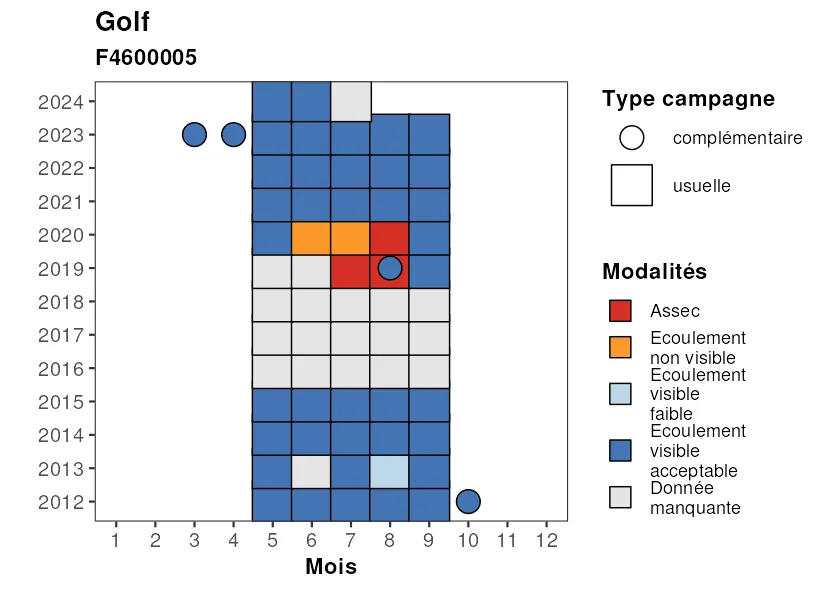 Golf
F4600005
2024
2023
2022
2021
2020
2019
2018
2017
2016
2015
2014
2013
2012
1 2 3 4 5 6 7 8 9 10 11 12
Mois
Type campagne
complémentaire
usuelle
Modalités
Assec
Ecoulement
non visible
Ecoulement
visible
faible
Ecoulement
visible
acceptable
Donnée
manquante